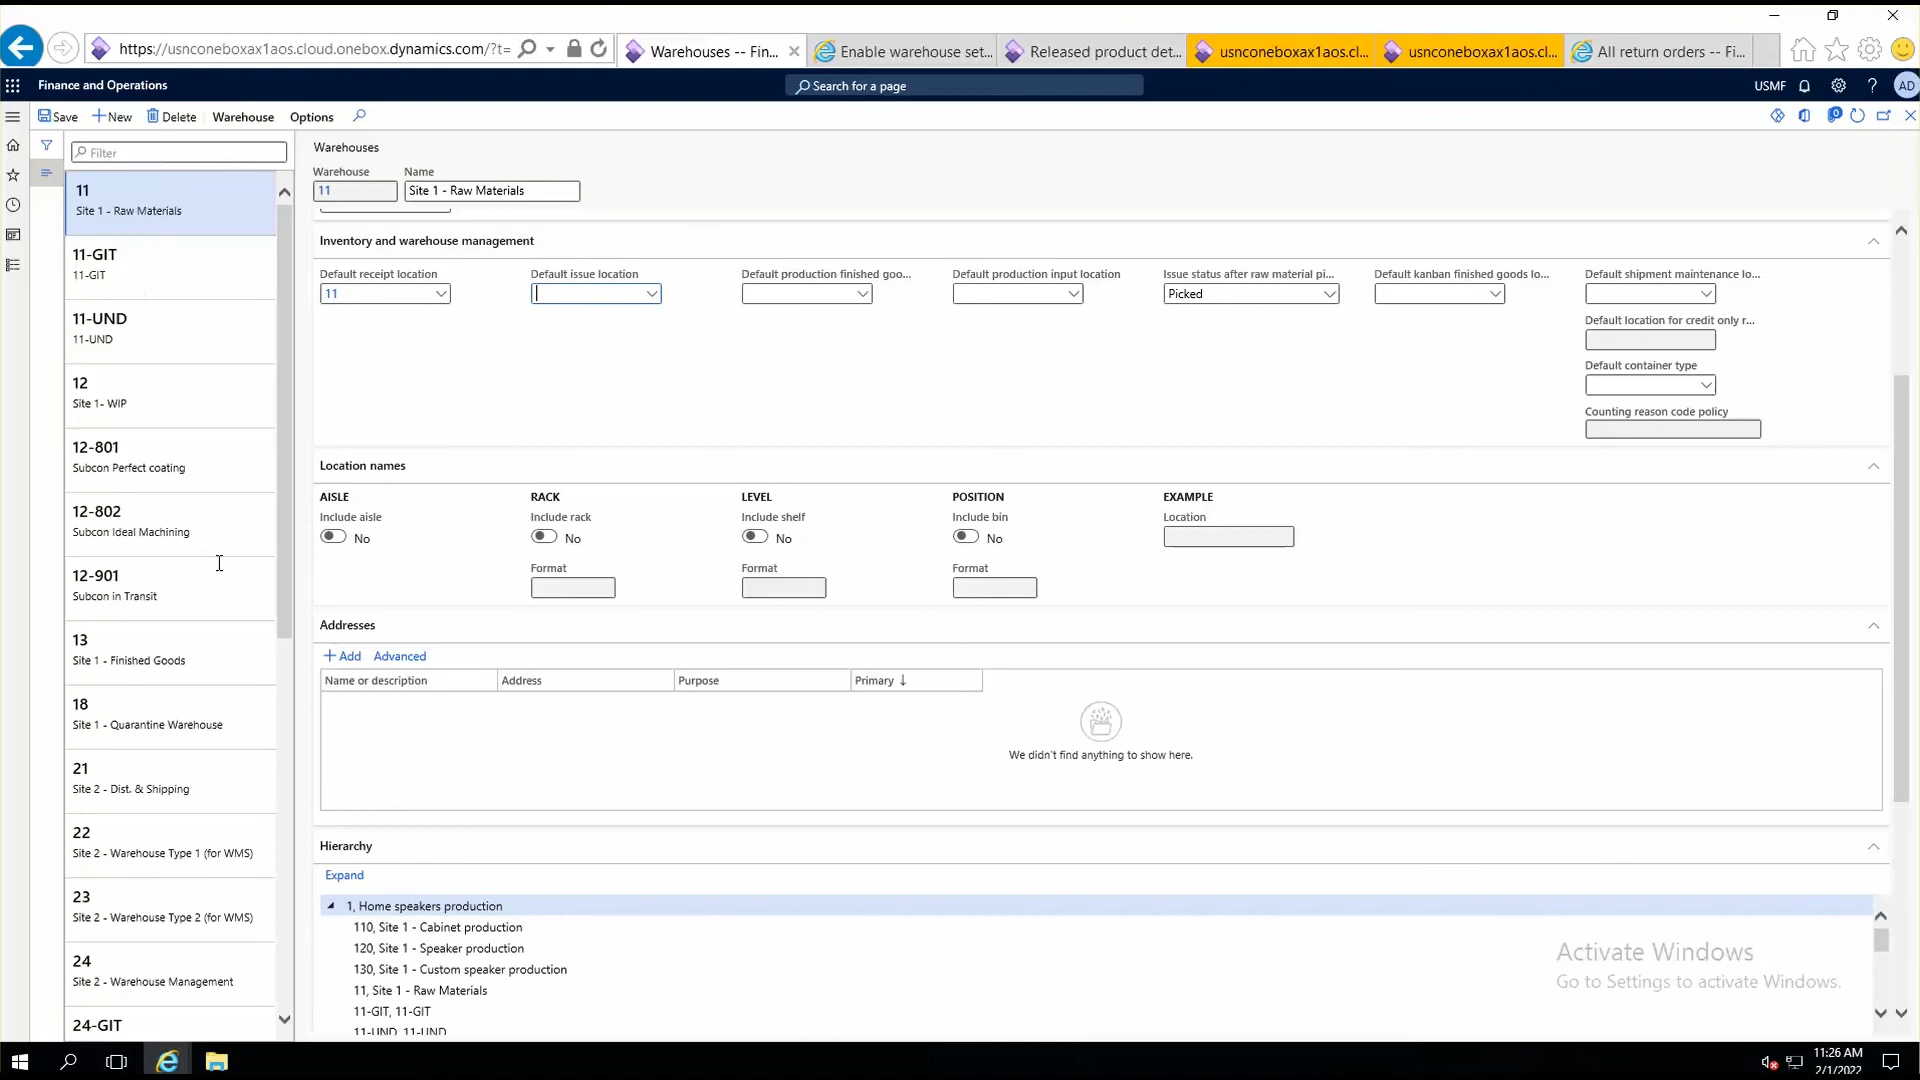 https://usnconeboxax1aos.cloud.onebox.dynamics.com/?t=
Warehouses -- Fin...
Enable warehouse set...
Released product det...
usnconeboxax1aos.cl...
usnconeboxax1aos.cl...
All return orders -- Fi...
Finance and Operations
Search for a page
USMF
?
AD
Save
New
Delete
Warehouse
Options
0
Filter
Warehouses
Warehouse
Name
11
Site 1 - Raw Materials
11
Site 1 - Raw Materials
11-GIT
11-GIT
11-UND
11-UND
12
Site 1- WIP
12-801
Subcon Perfect coating
12-802
Subcon Ideal Machining
12-901
Subcon in Transit
13
Site 1 - Finished Goods
18
Site 1 - Quarantine Warehouse
21
Site 2 - Dist. & Shipping
22
Site 2 - Warehouse Type 1 (for WMS)
23
Site 2 - Warehouse Type 2 (for WMS)
24
Site 2 - Warehouse Management
24-GIT
Inventory and warehouse management
Default receipt location
11
Default issue location
Default production finished goo...
Default production input location
Issue status after raw material pi...
Picked
Default kanban finished goods lo...
Default shipment maintenance lo...
Default location for credit only r...
Default container type
Counting reason code policy
Location names
AISLE
Include aisle
No
RACK
Include rack
No
Format
LEVEL
Include shelf
No
Format
POSITION
Include bin
No
Format
EXAMPLE
Location
Addresses
Add
Advanced
Name or description
Address
Purpose
Primary
We didn't find anything to show here.
Hierarchy
Expand
1, Home speakers production
110, Site 1 - Cabinet production
120, Site 1 - Speaker production
130, Site 1 - Custom speaker production
11, Site 1 - Raw Materials
11-GIT, 11-GIT
11-UND, 11-UND
Activate Windows
Go to Settings to activate Windows.
11:26 AM
2/1/2022